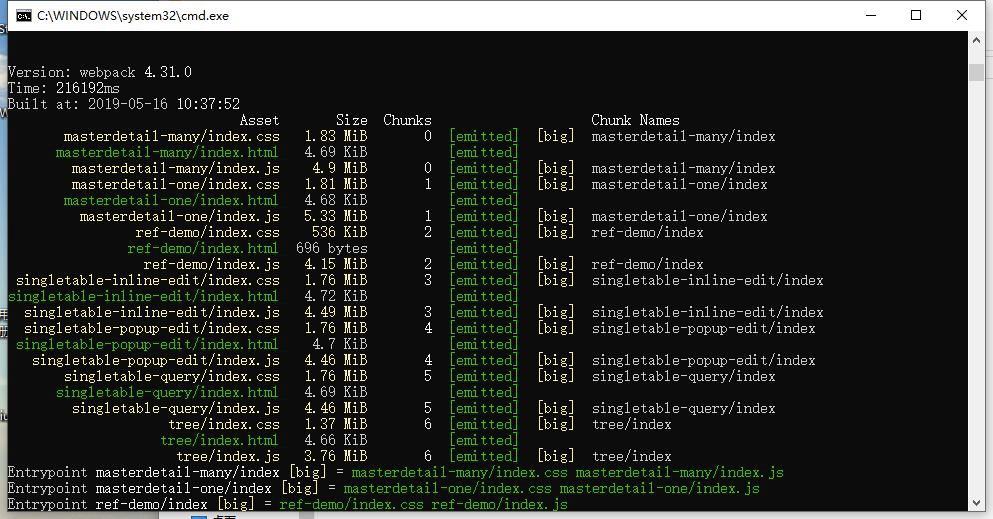 C:\WINDOWS\system32\cmd.exe
Version: webpack 4.31.0
Time: 216192ms
Built at: 2019-05-16 10:37:52
Asset Size Chunks Chunk Names
masterdetail-many/index.css 1.83 MiB 0 [emitted] [big] masterdetail-many/index
masterdetail-many/index.html 4.69 KiB [emitted]
masterdetail-many/index.js 4.9 MiB 0 [emitted] [big] masterdetail-many/index
masterdetail-one/index.css 1.81 MiB 1 [emitted] [big] masterdetail-one/index
masterdetail-one/index.html 4.68 KiB [emitted]
masterdetail-one/index.js 5.33 MiB 1 [emitted] [big] masterdetail-one/index
ref-demo/index.css 536 KiB 2 [emitted] [big] ref-demo/index
ref-demo/index.html 696 bytes [emitted]
ref-demo/index.js 4.15 MiB 2 [emitted] [big] ref-demo/index
singletable-inline-edit/index.css 1.76 MiB 3 [emitted] [big] singletable-inline-edit/index
singletable-inline-edit/index.html 4.72 KiB [emitted]
singletable-inline-edit/index.js 4.49 MiB 3 [emitted] [big] singletable-inline-edit/index
singletable-popup-edit/index.css 1.76 MiB 4 [emitted] [big] singletable-popup-edit/index
singletable-popup-edit/index.html 4.7 KiB [emitted]
singletable-popup-edit/index.js 4.46 MiB 4 [emitted] [big] singletable-popup-edit/index
singletable-query/index.css 1.76 MiB 5 [emitted] [big] singletable-query/index
singletable-query/index.html 4.69 KiB [emitted]
singletable-query/index.js 4.46 MiB 5 [emitted] [big] singletable-query/index
tree/index.css 1.37 MiB 6 [emitted] [big] tree/index
tree/index.html 4.66 KiB [emitted]
tree/index.js 3.76 MiB 6 [emitted] [big] tree/index
Entrypoint masterdetail-many/index [big] = masterdetail-many/index.css masterdetail-many/index.js
Entrypoint masterdetail-one/index [big] = masterdetail-one/index.css masterdetail-one/index.js
Entrypoint ref-demo/index [big] = ref-demo/index.css ref-demo/index.js